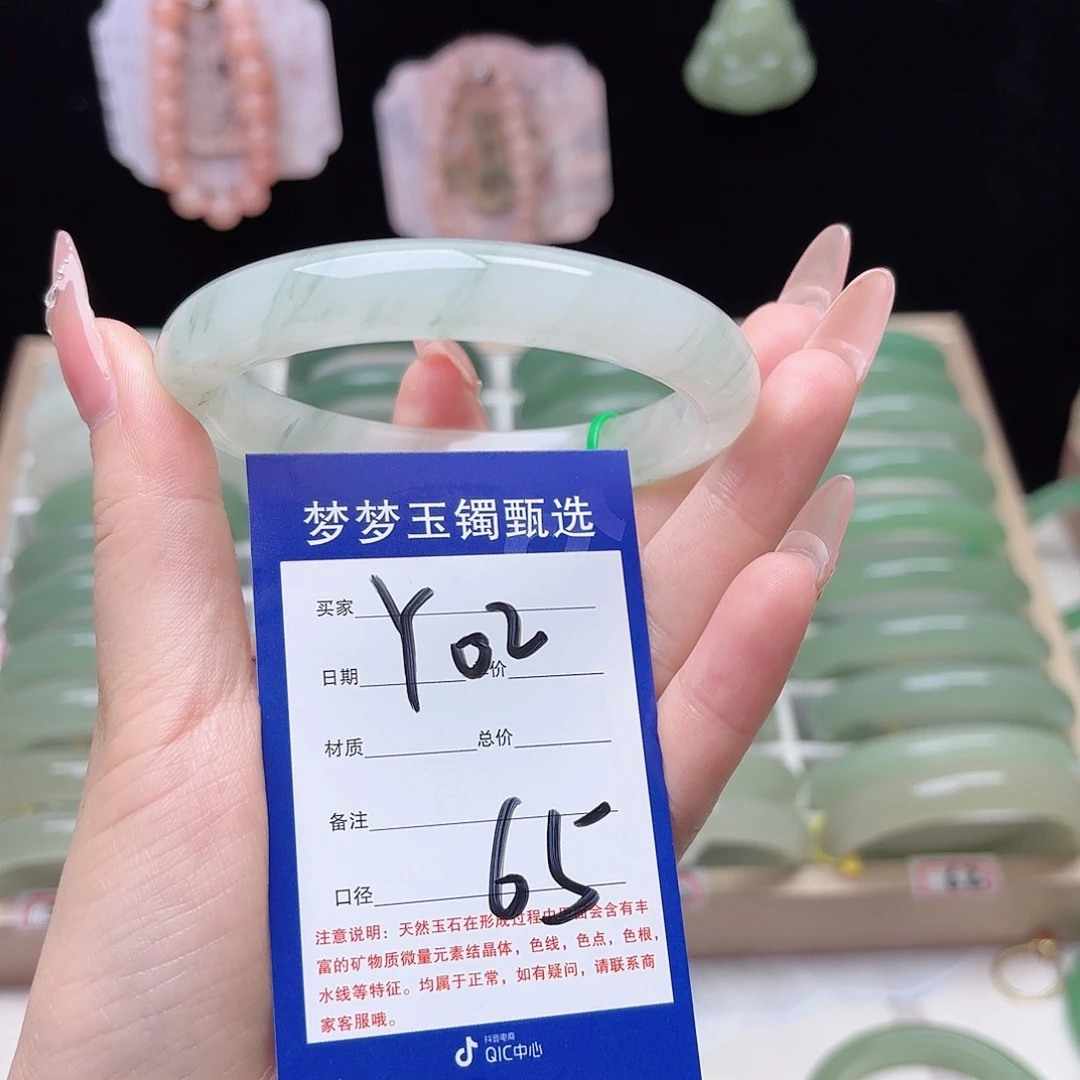 梦梦玉镯甄选
买家 Y02
日期 价
材质 总价
备注
口径 65
注意说明：天然玉石在形成过程中 会含有丰
富的矿物质微量元素结晶体，色线，色点，色根，
水线等特征。均属于正常，如有疑问，请联系商
家客服哦。
抖音电商
QIC中心